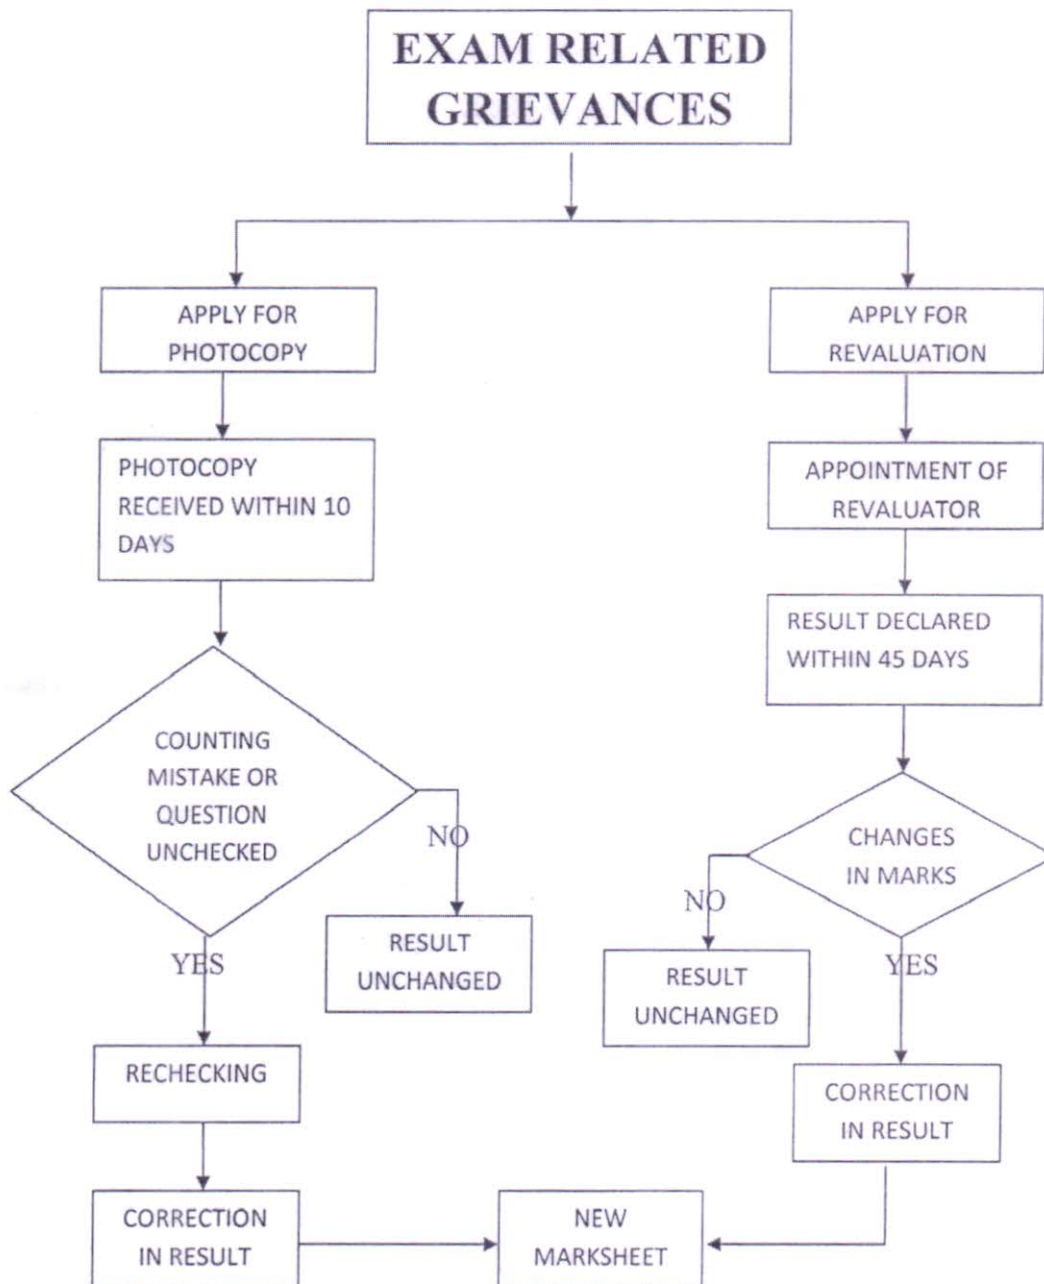 EXAM RELATED
GRIEVANCES
APPLY FOR
PHOTOCOPY
PHOTOCOPY
RECEIVED WITHIN 10
DAYS
COUNTING
MISTAKE OR
QUESTION
UNCHECKED
NO
RESULT
UNCHANGED
YES
RECHECKING
CORRECTION
IN RESULT
APPLY FOR
REVALUATION
APPOINTMENT OF
REVALUATOR
RESULT DECLARED
WITHIN 45 DAYS
CHANGES
IN MARKS
NO
RESULT
UNCHANGED
YES
CORRECTION
IN RESULT
NEW
MARKSHEET